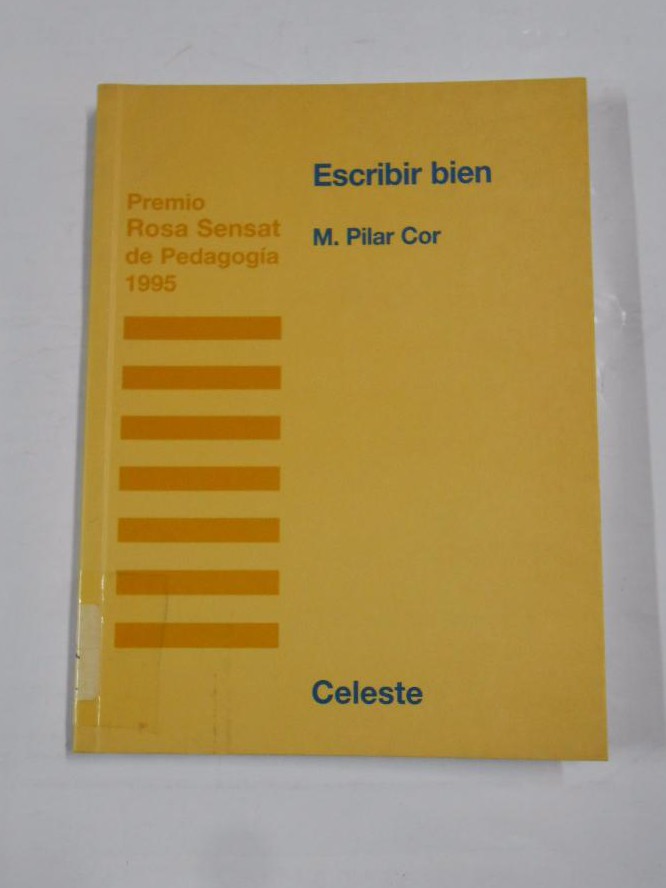 Premio
Rosa Sensat
de Pedagogía
1995
Escribir bien
M. Pilar Cor
Celeste